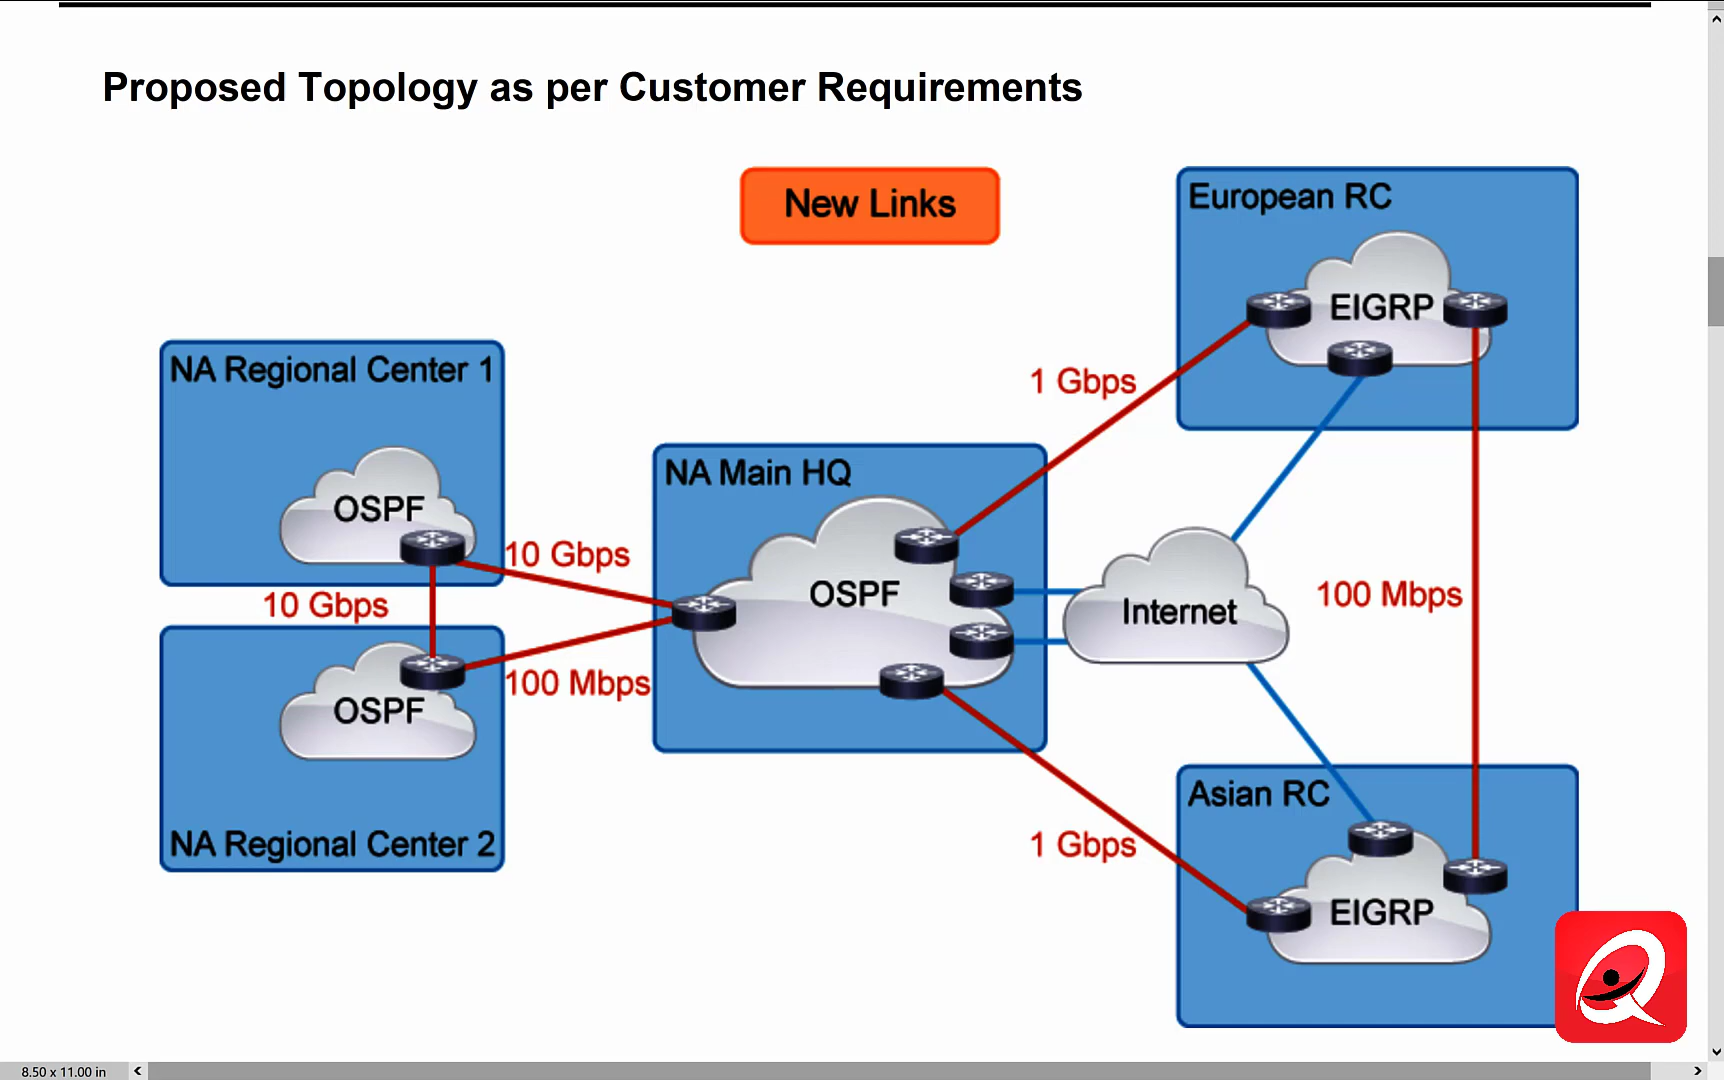 Proposed Topology as per Customer Requirements
New Links
European RC
EIGRP
NA Regional Center 1
OSPF
1 Gbps
NA Main HQ
OSPF
10 Gbps
10 Gbps
Internet
100 Mbps
100 Mbps
OSPF
NA Regional Center 2
Asian RC
1 Gbps
EIGRP
8.50 x 11.00 in